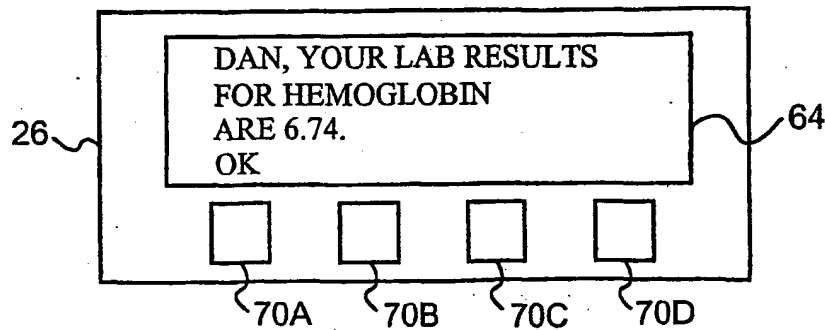 DAN, YOUR LAB RESULTS
FOR HEMOGLOBIN
ARE 6.74.
OK
26
64
70A 70B 70C 70D